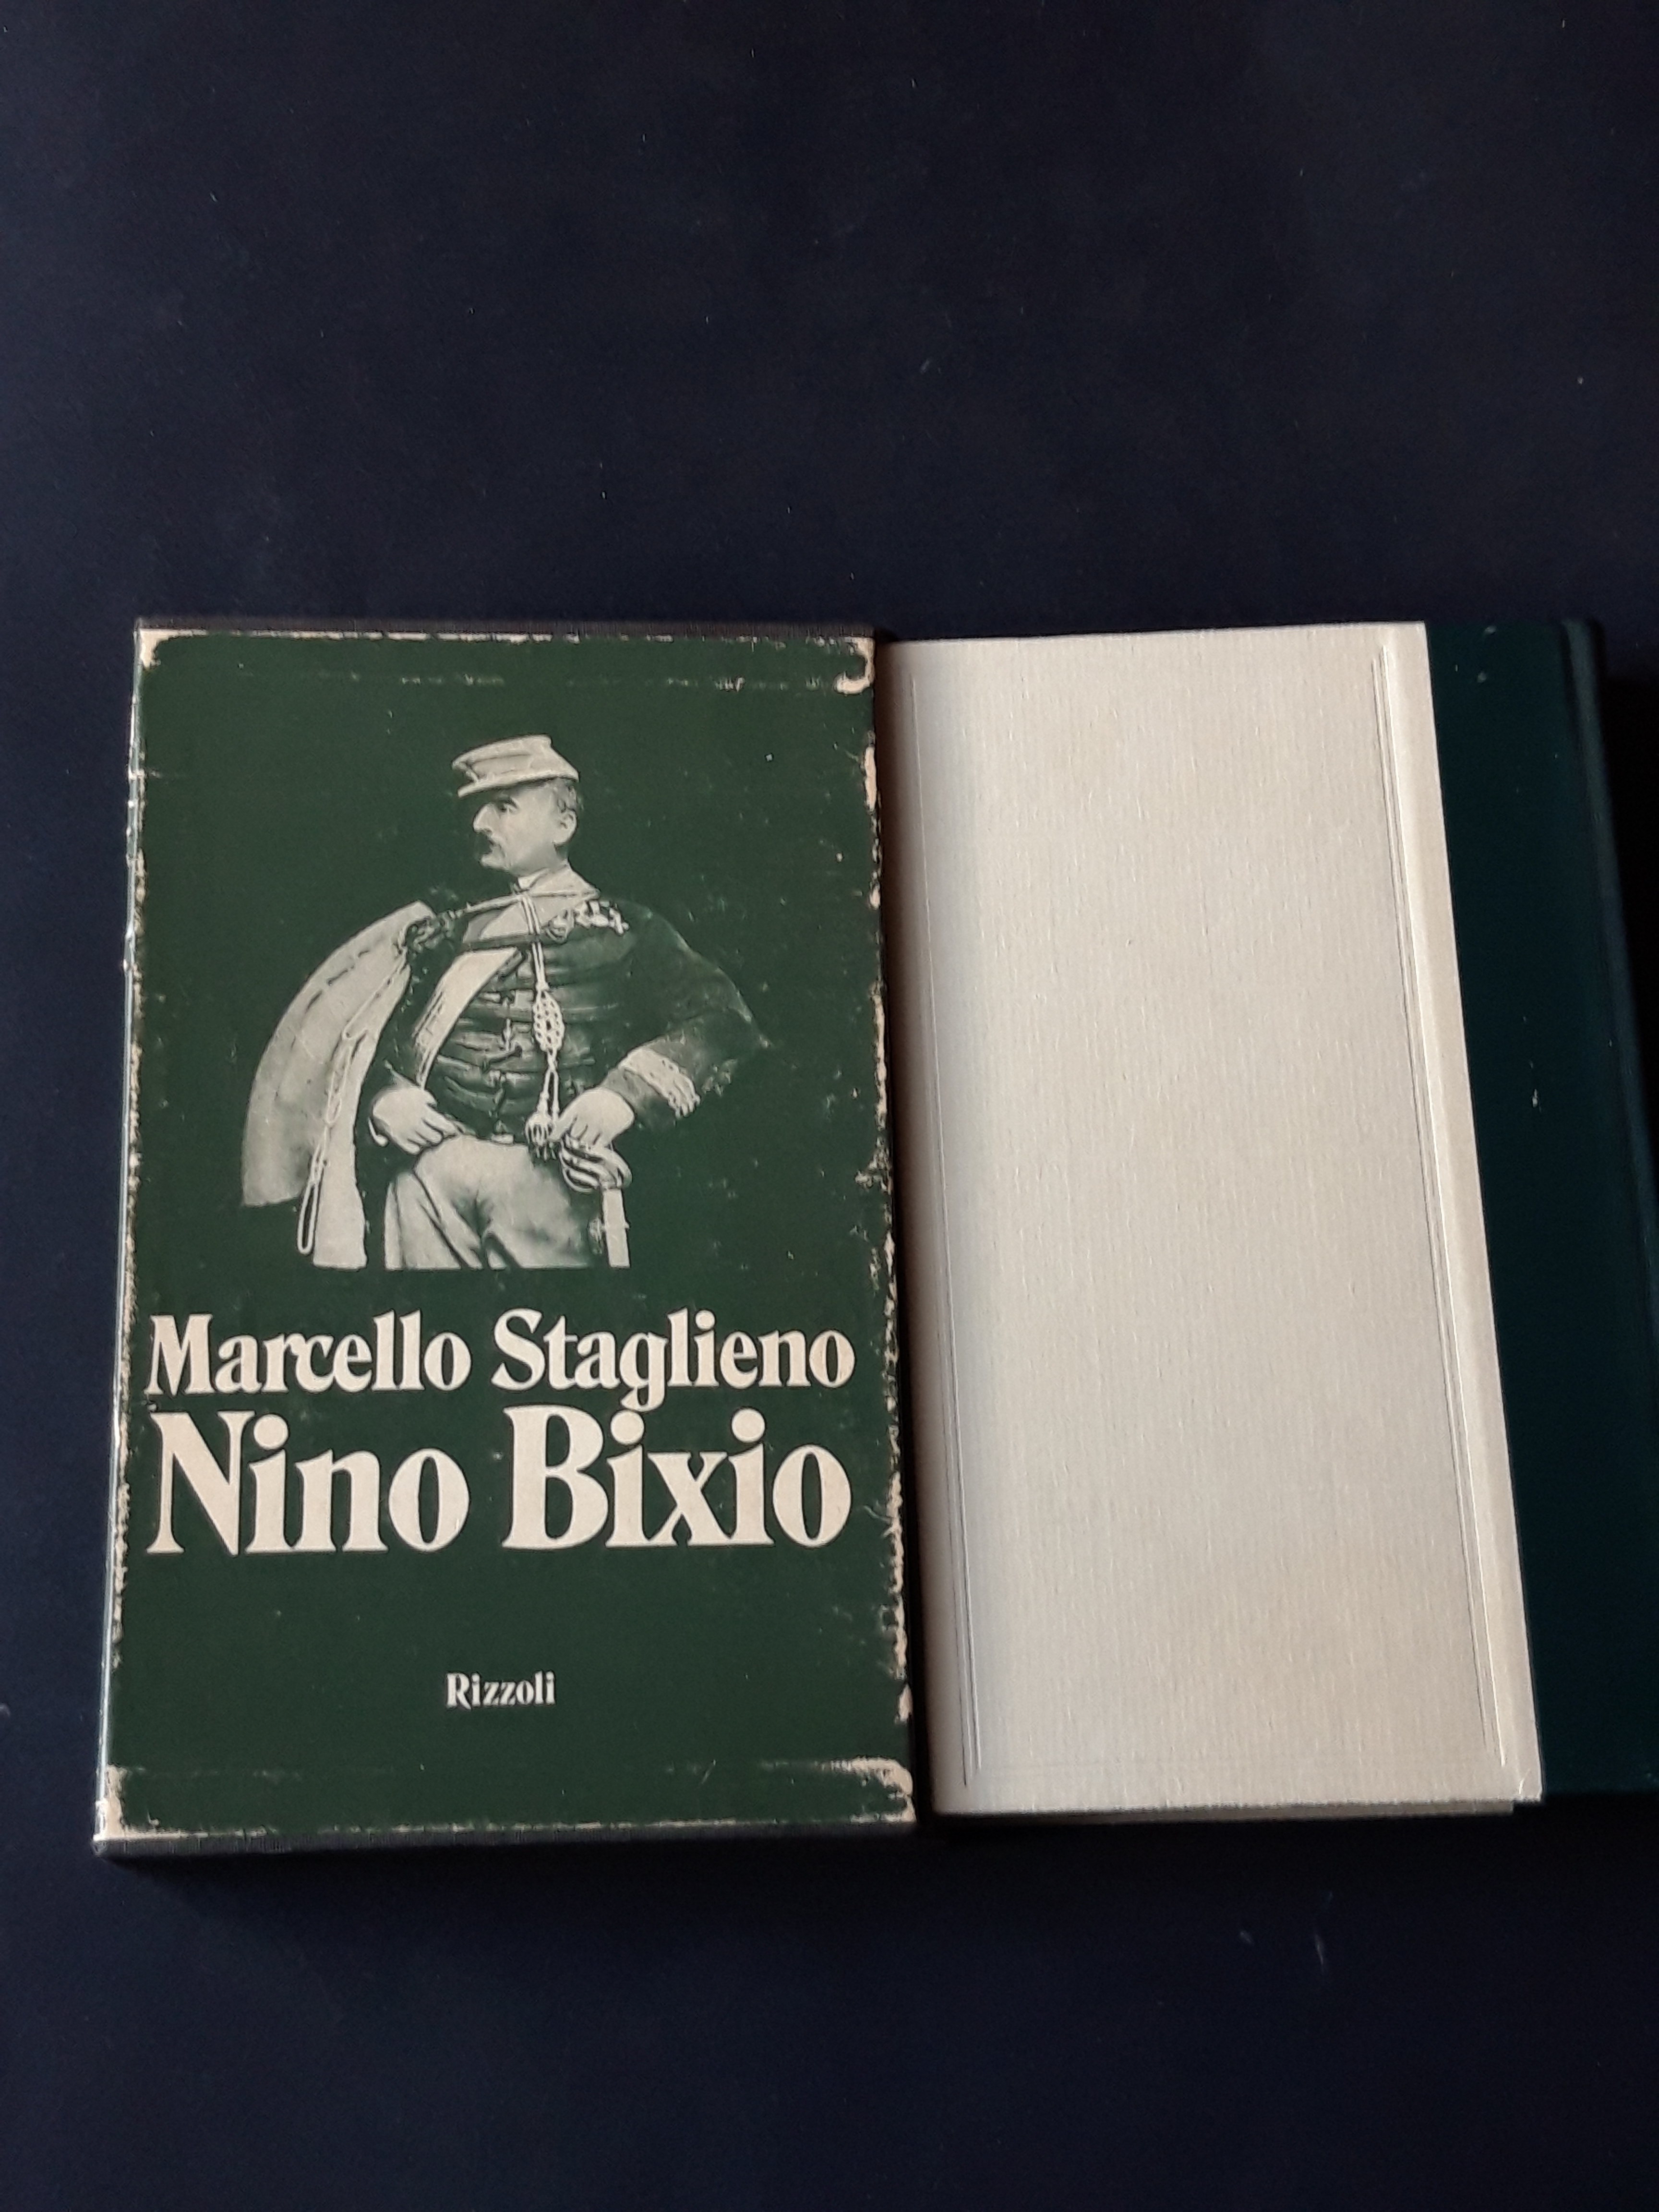 Marcello Staglieno
Nino Bixio
Rizzoli